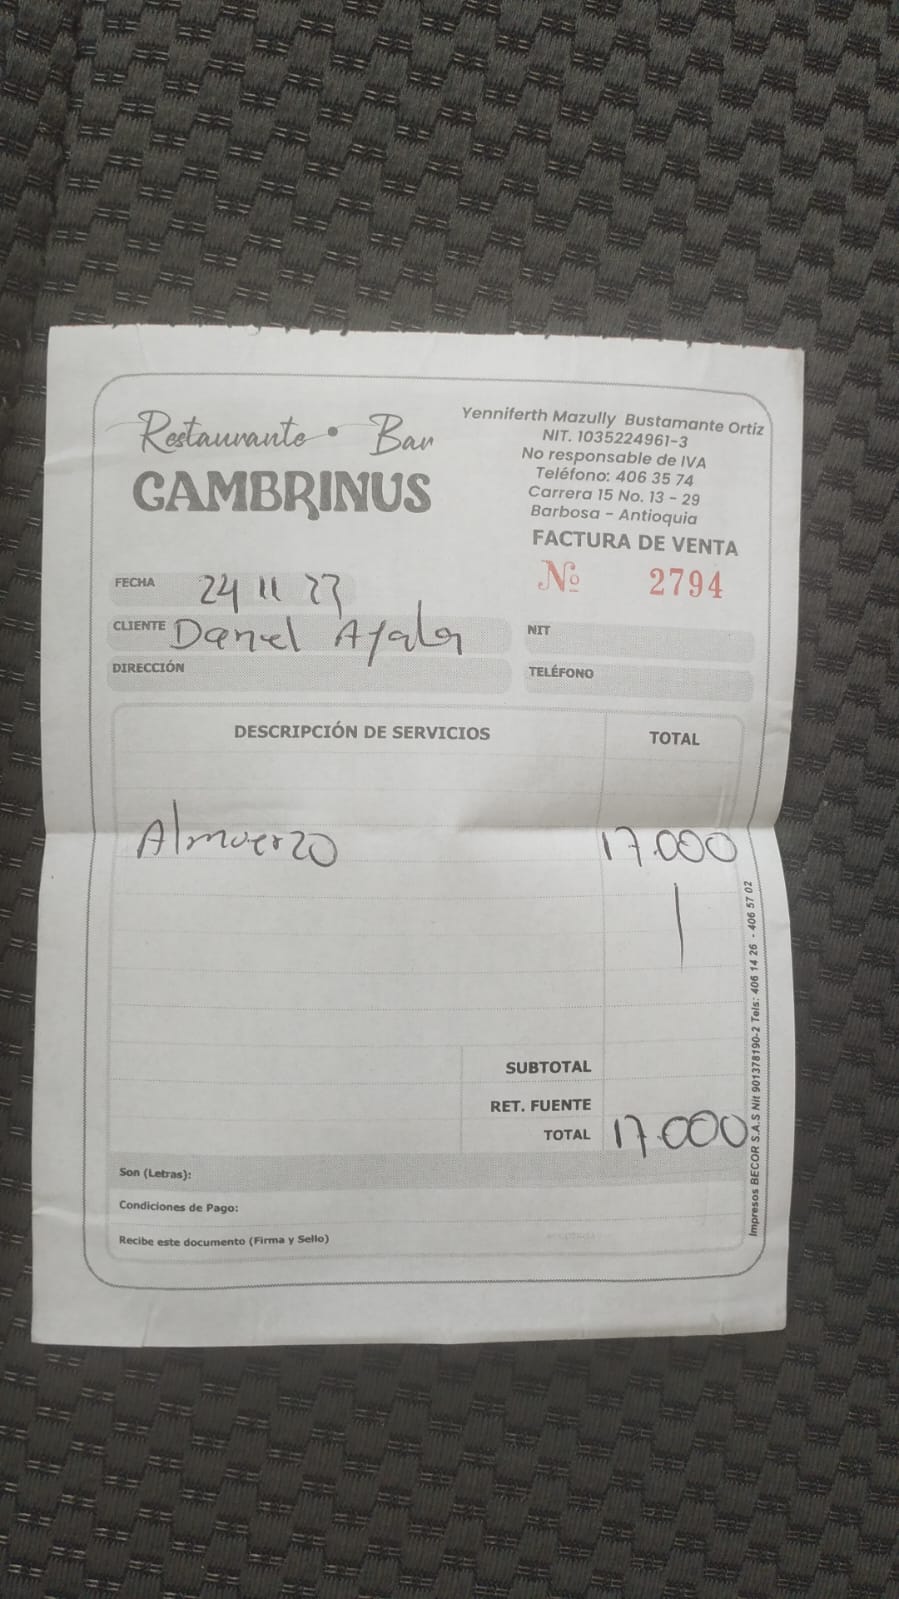 Restaurante • Bar
GAMBRINUS
Yenniferth Mazully Bustamante Ortiz
NIT. 1035224961-3
No responsable de IVA
Teléfono: 406 35 74
Carrera 15 No. 13 - 29
Barbosa - Antioquia
FACTURA DE VENTA
Nº 2794
FECHA 24 11 23
CLIENTE Daniel Ayala
NIT
DIRECCIÓN
TELÉFONO
DESCRIPCIÓN DE SERVICIOS TOTAL
Almuerzo 17.000
SUBTOTAL
RET. FUENTE
TOTAL 17.000
Son (Letras):
Condiciones de Pago:
Recibe este documento (Firma y Sello)
Impresos BECOR S.A.S Nit 901378190-2 Tels: 406 14 26 - 406 57 02